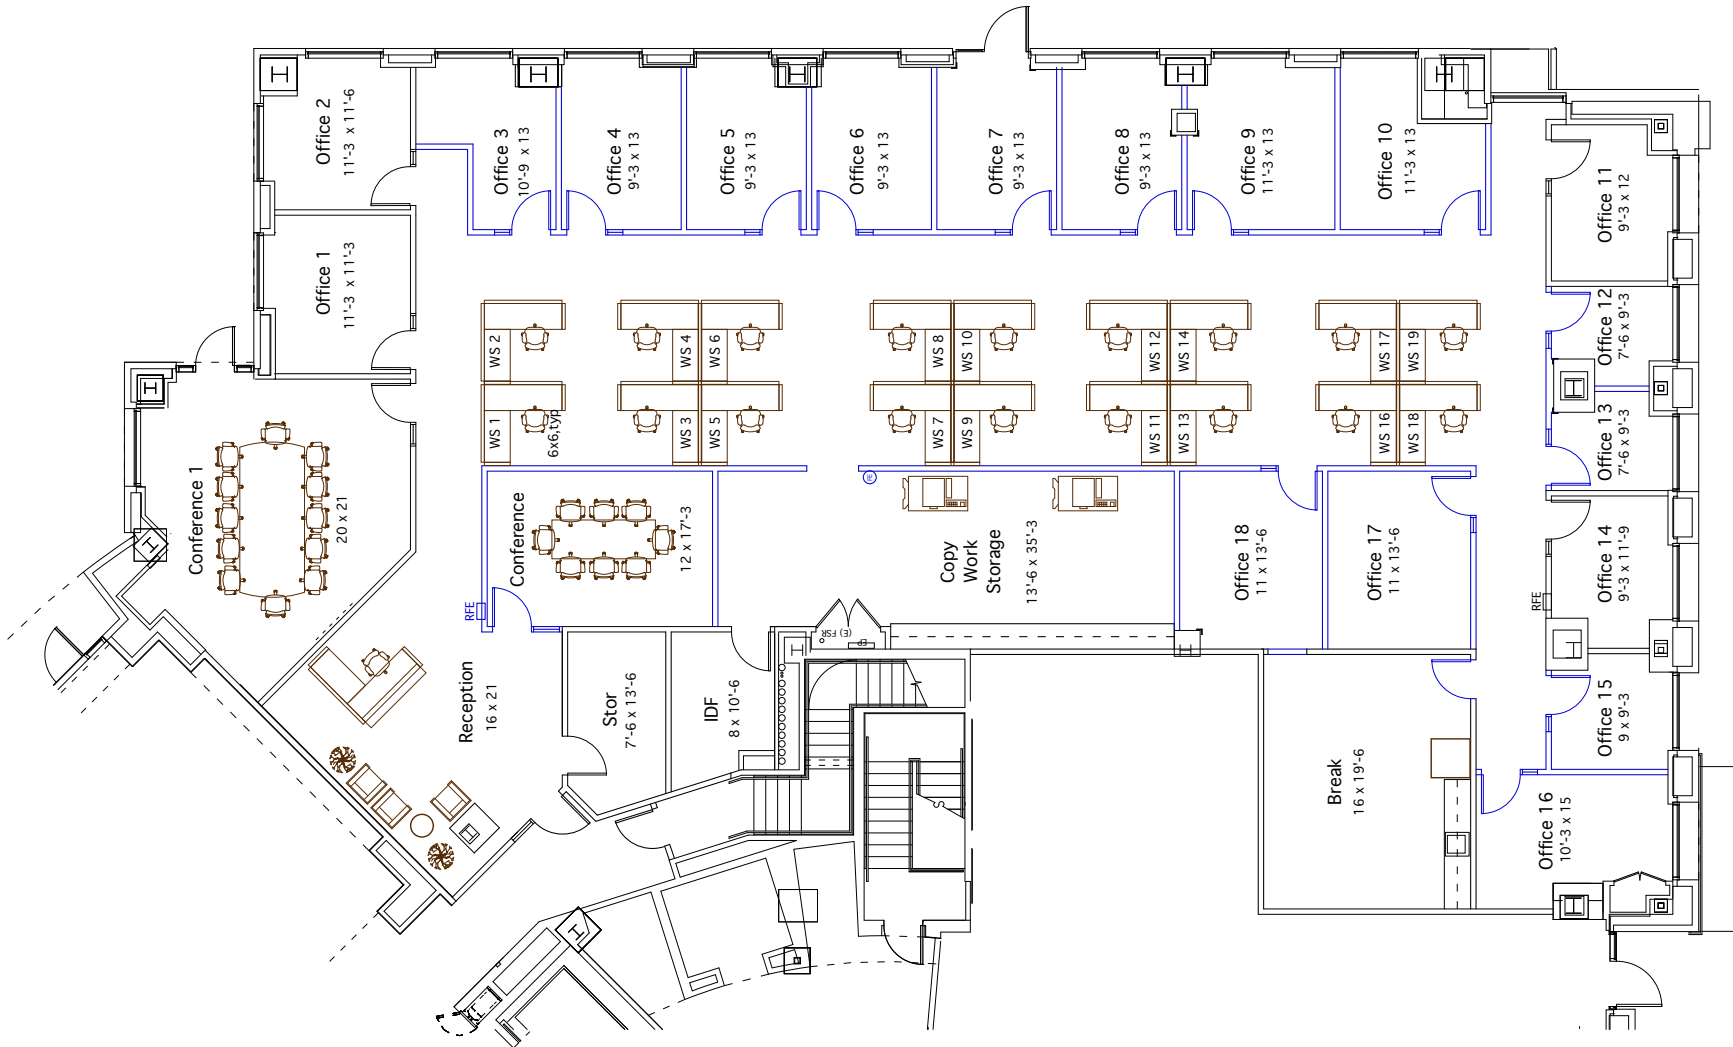 Office 2
11'-3 x 11'-6
Office 3
10'-9 x 13
Office 4
9'-3 x 13
Office 5
9'-3 x 13
Office 6
9'-3 x 13
Office 7
9'-3 x 13
Office 8
9'-3 x 13
Office 9
11'-3 x 13
Office 10
11'-3 x 13
Office 11
9'-3 x 12
Office 1
11'-3 x 11'-3
Office 12
7'-6 x 9'-3
Office 13
7'-6 x 9'-3
WS 2
WS 4
WS 6
WS 8
WS 10
WS 12
WS 14
WS 17
WS 19
WS 1
6x6,typ
WS 3
WS 5
WS 7
WS 9
WS 11
WS 13
WS 16
WS 18
Conference 1
20 x 21
Conference
12 x 17'-3
FE
Copy
Work
Storage
13'-6 x 35'-3
Office 18
11 x 13'-6
Office 17
11 x 13'-6
Office 14
9'-3 x 11'-9
RFE
RFE
(E) FSR
EP
Reception
16 x 21
Stor
7'-6 x 13'-6
IDF
8 x 10'-6
Break
16 x 19'-6
Office 15
9 x 9'-3
Office 16
10'-3 x 15